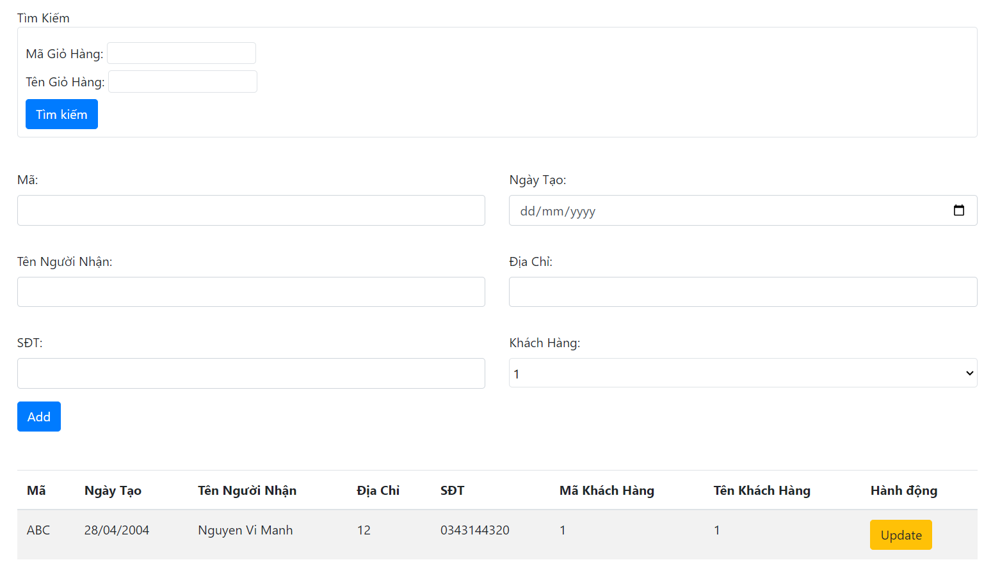 Tìm Kiếm
Mã Giỏ Hàng:
Tên Giỏ Hàng:
Tìm kiếm
Mã: Ngày Tạo:
dd/mm/yyyy
Tên Người Nhận: Địa Chỉ:
SĐT: Khách Hàng:
1
Add
Mã Ngày Tạo Tên Người Nhận Địa Chỉ SĐT Mã Khách Hàng Tên Khách Hàng Hành động
ABC 28/04/2004 Nguyen Vi Manh 12 0343144320 1 1 Update